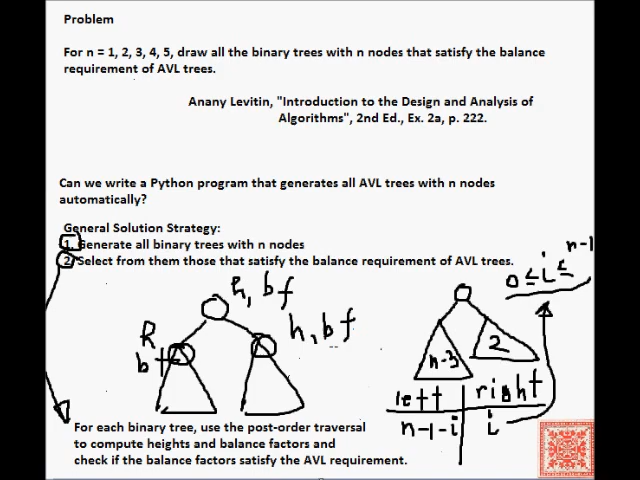 Problem
For n = 1, 2, 3, 4, 5, draw all the binary trees with n nodes that satisfy the balance
requirement of AVL trees.
Anany Levitin, "Introduction to the Design and Analysis of
Algorithms", 2nd Ed., Ex. 2a, p. 222.
Can we write a Python program that generates all AVL trees with n nodes
automatically?
General Solution Strategy:
1. Generate all binary trees with n nodes
2. Select from them those that satisfy the balance requirement of AVL trees.
0 ≤ i ≤ n-1
h, bf
h, bf
h
bf
n-3
2
left right
n-1-i i
For each binary tree, use the post-order traversal
to compute heights and balance factors and
check if the balance factors satisfy the AVL requirement.